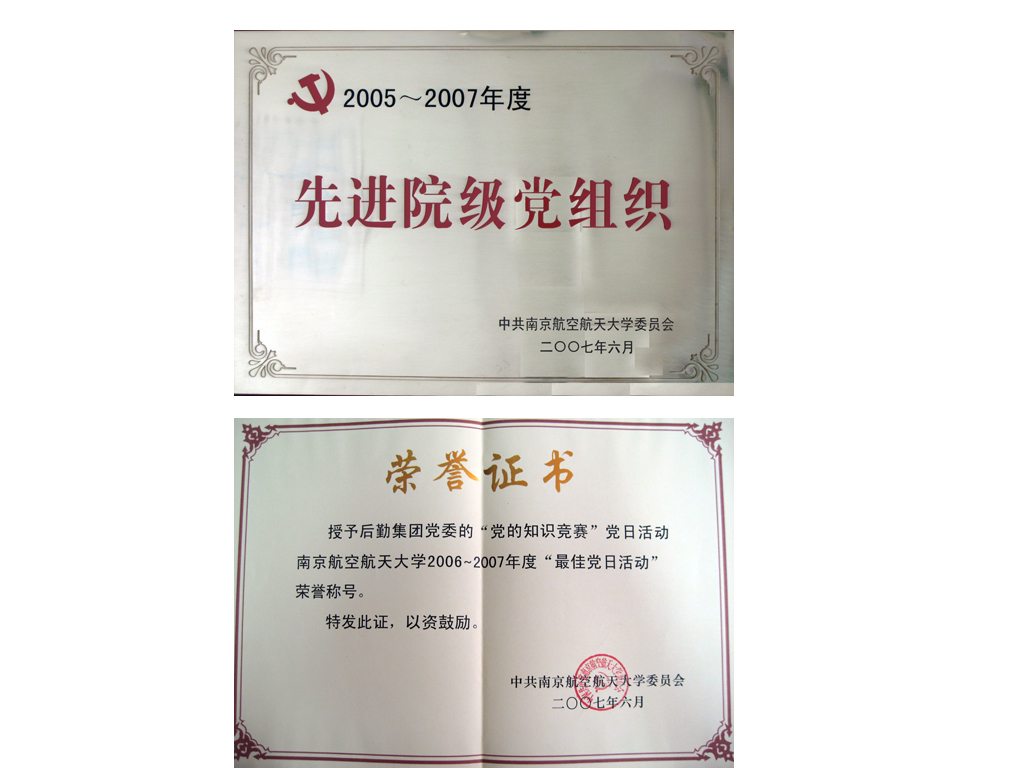 2005～2007年度
先进院级党组织
中共南京航空航天大学委员会
二〇〇七年六月
荣誉证书
授予后勤集团党委的“党的知识竞赛”党日活动
南京航空航天大学2006~2007年度“最佳党日活动”
荣誉称号。
特发此证，以资鼓励。
中共南京航空航天大学委员会
二〇〇七年六月